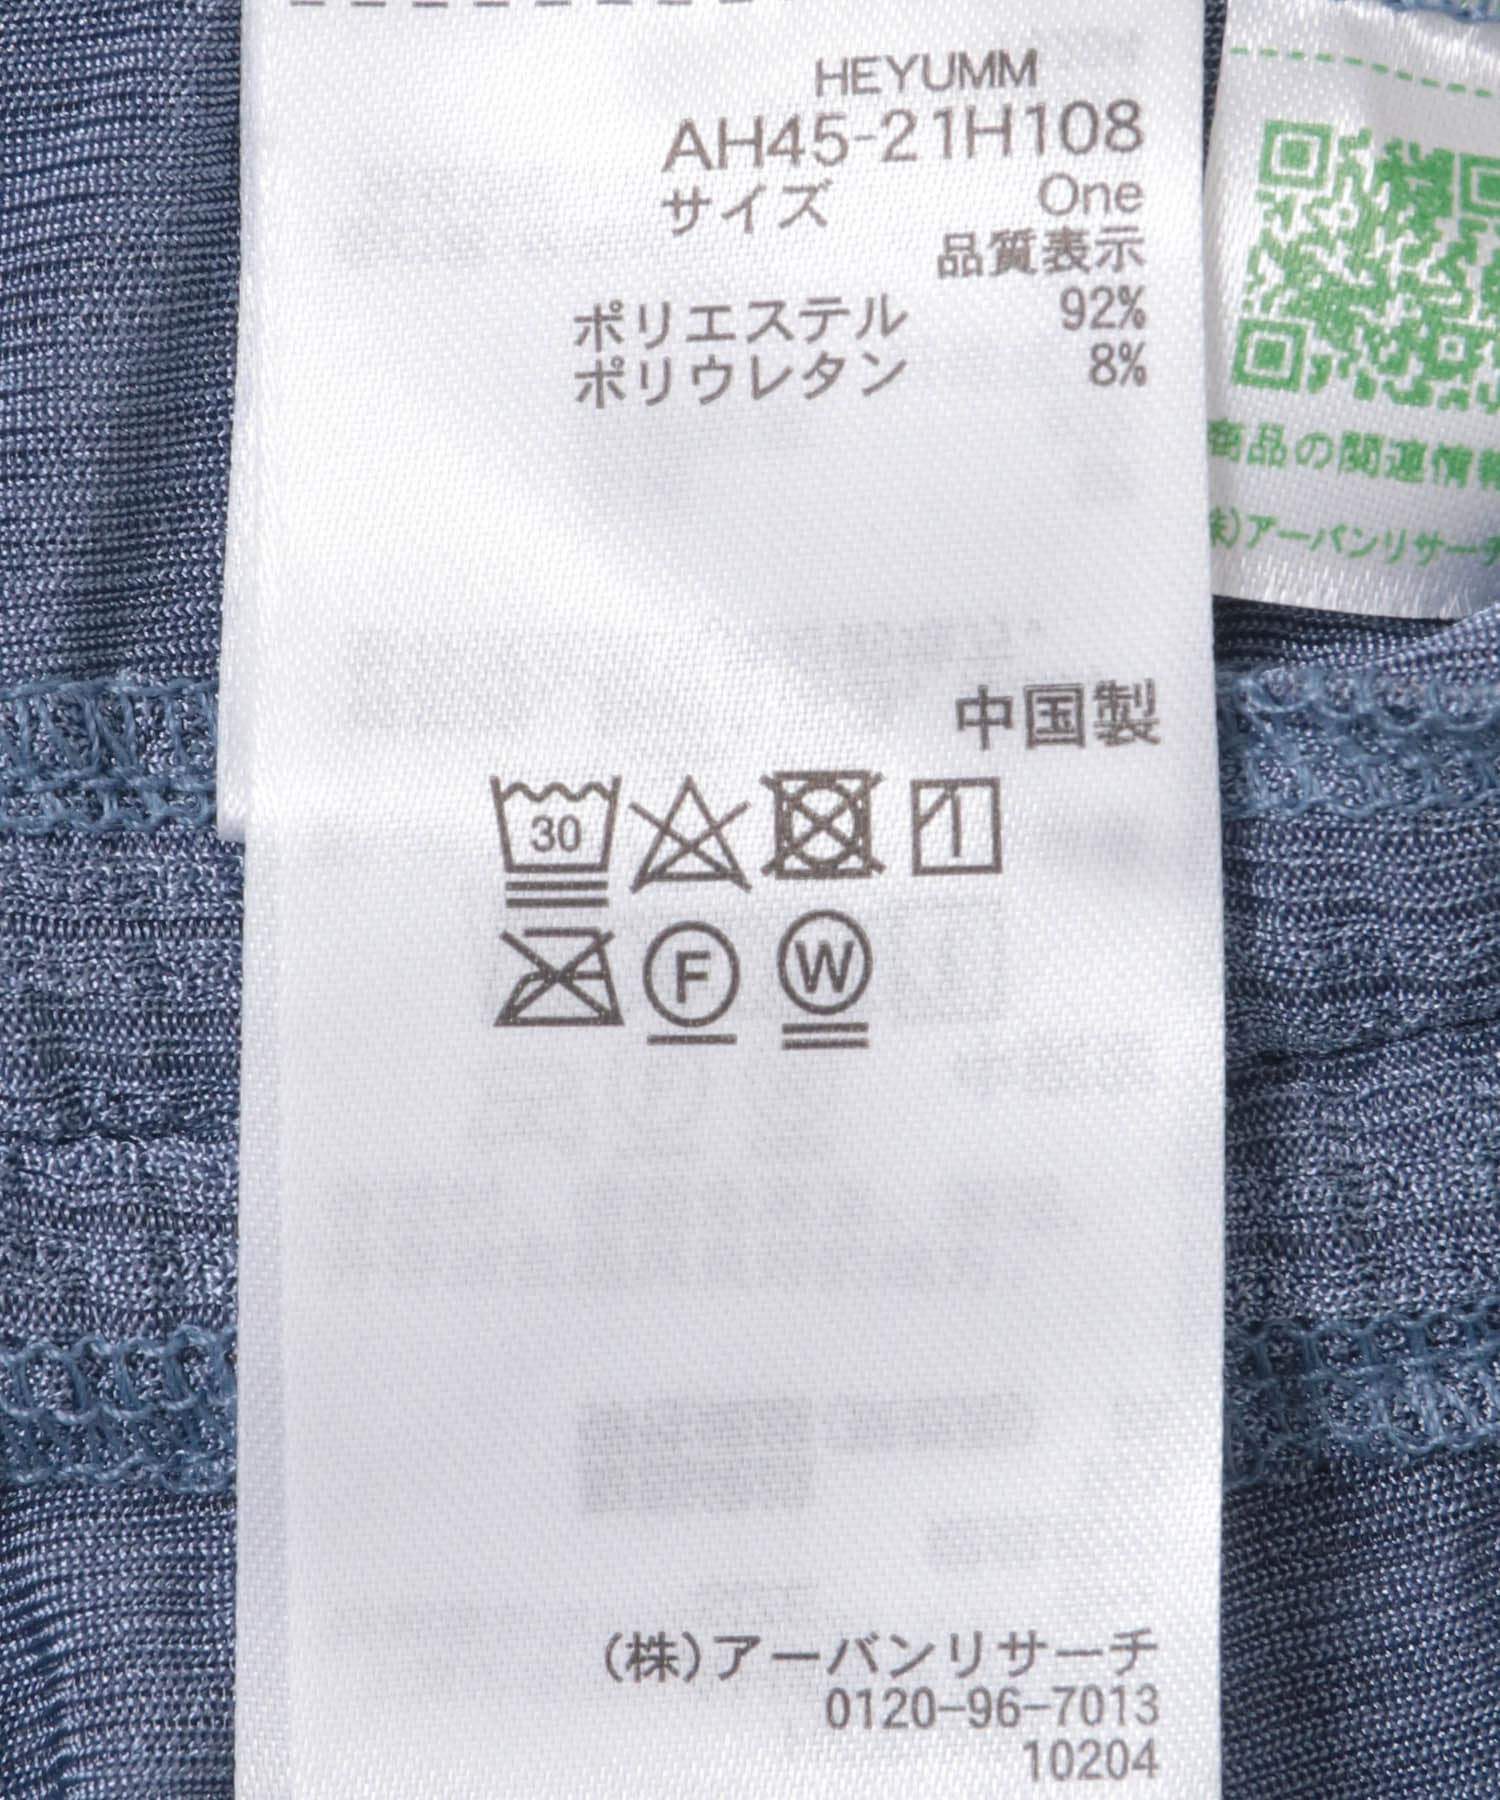 HEYUMM
AH45-21H108
サイズ One
品質表示
ポリエステル 92%
ポリウレタン 8%
中国製
30
F W
(株)アーバンリサーチ
0120-96-7013
10204
商品の関連情報
株)アーバンリサーチ